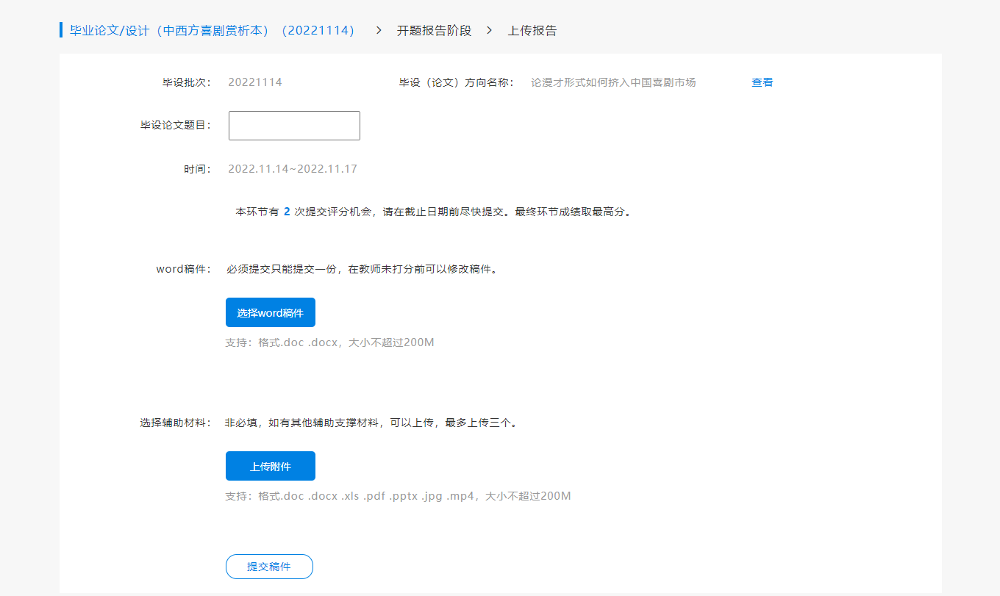 毕业论文/设计（中西方喜剧赏析本）（20221114） > 开题报告阶段 > 上传报告
毕设批次： 20221114 毕设（论文）方向名称： 论漫才形式如何挤入中国喜剧市场 查看
毕设论文题目：
时间： 2022.11.14~2022.11.17
本环节有 2 次提交评分机会，请在截止日期前尽快提交。最终环节成绩取最高分。
word稿件： 必须提交只能提交一份，在教师未打分前可以修改稿件。
选择word稿件
支持：格式.doc .docx，大小不超过200M
选择辅助材料： 非必填，如有其他辅助支撑材料，可以上传，最多上传三个。
上传附件
支持：格式.doc .docx .xls .pdf .pptx .jpg .mp4，大小不超过200M
提交稿件